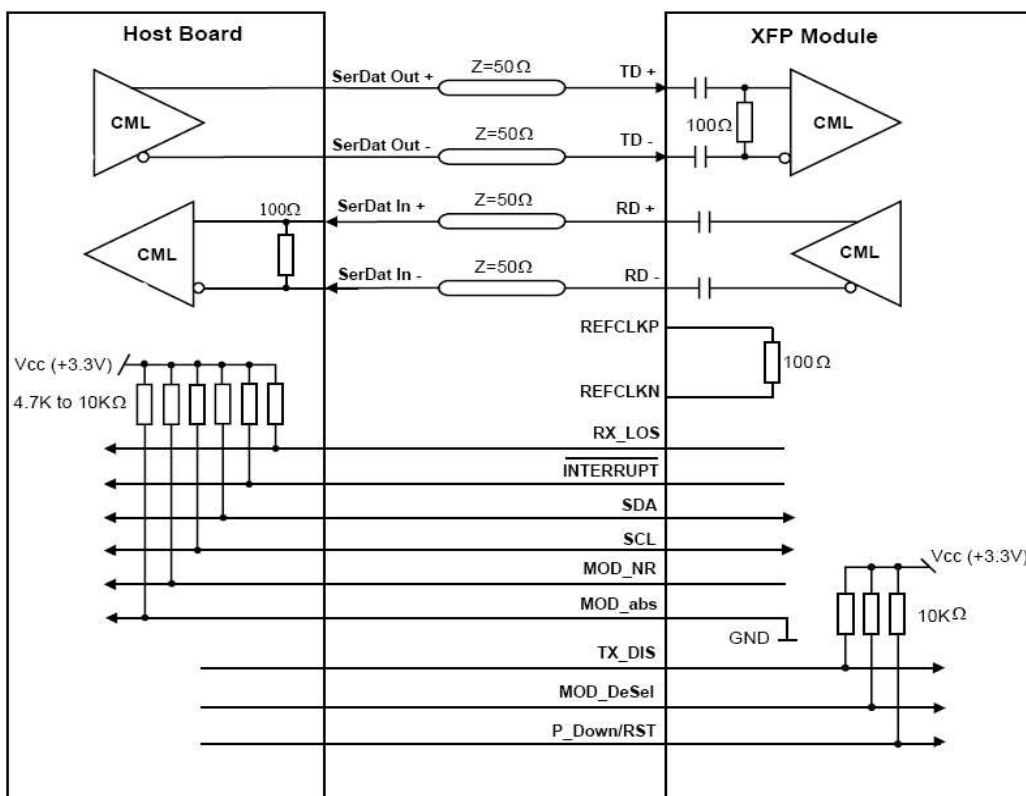 Host Board
XFP Module
SerDat Out +
Z=50Ω
TD +
CML
100Ω
CML
SerDat Out -
Z=50Ω
TD -
100Ω
SerDat In +
Z=50Ω
RD +
CML
CML
SerDat In -
Z=50Ω
RD -
REFCLKP
Vcc (+3.3V)
100Ω
4.7K to 10KΩ
REFCLKN
RX_LOS
INTERRUPT
SDA
SCL
Vcc (+3.3V)
MOD_NR
MOD_abs
10KΩ
GND
TX_DIS
MOD_DeSel
P_Down/RST